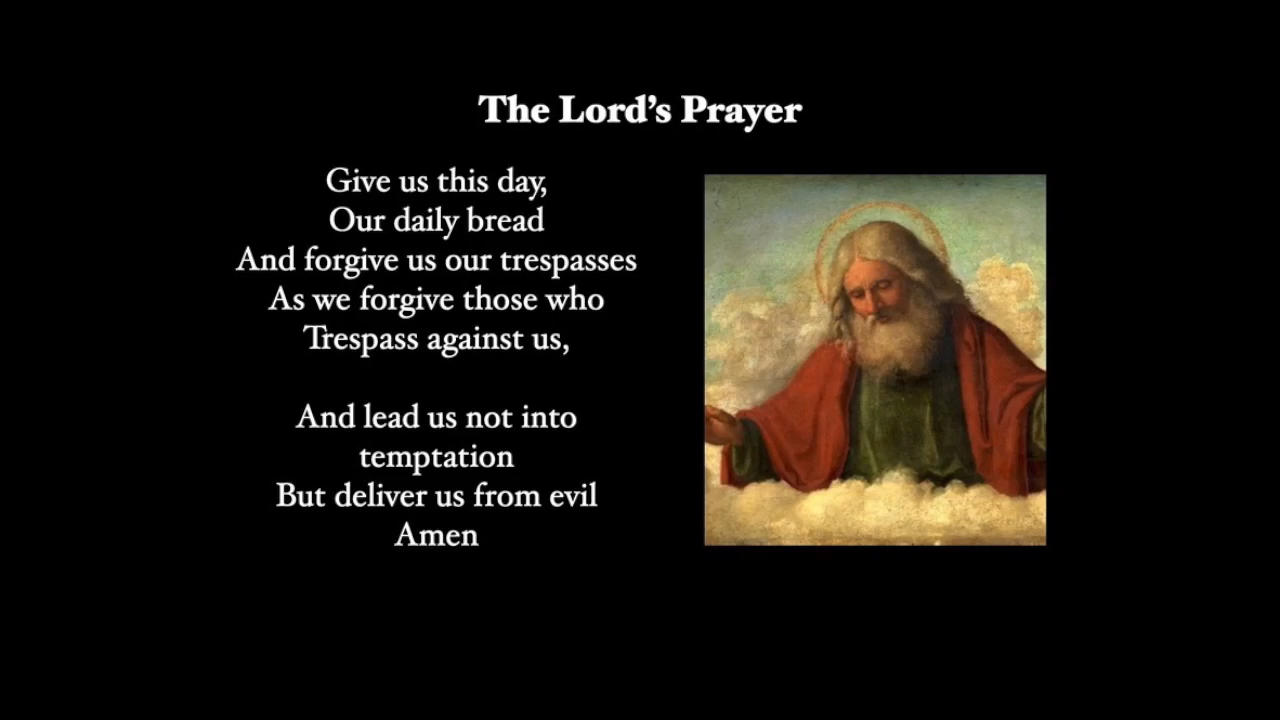 The Lord’s Prayer
Give us this day,
Our daily bread
And forgive us our trespasses
As we forgive those who
Trespass against us,
And lead us not into
temptation
But deliver us from evil
Amen